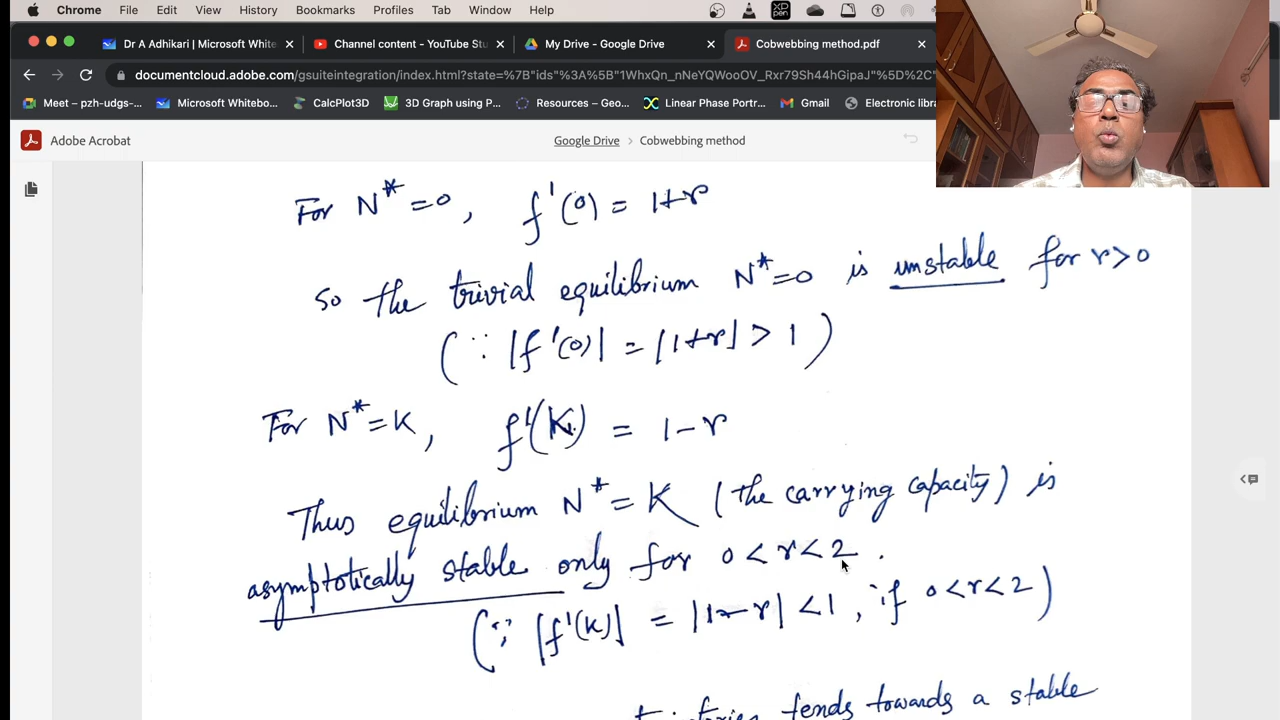 Chrome File Edit View History Bookmarks Profiles Tab Window Help
Dr A Adhikari | Microsoft White × Channel content - YouTube Stu × My Drive - Google Drive × Cobwebbing method.pdf ×
documentcloud.adobe.com/gsuiteintegration/index.html?state=%7B"ids"%3A%5B"1WhxQn_nNeYQWooOV_Rxr79Sh44hGipaJ"%5D%2C"
Meet – pzh-udgs-... Microsoft Whitebo... CalcPlot3D 3D Graph using P... Resources – Geo... Linear Phase Portr... Gmail Electronic libra
Adobe Acrobat Google Drive > Cobwebbing method
For N*=0, f'(0) = 1+r
So the trivial equilibrium N*=0 is unstable for r>0
(∵ |f'(0)| = |1+r| > 1)
For N*=K, f'(K) = 1-r
Thus equilibrium N*=K (the carrying capacity) is
asymptotically stable only for 0<r<2.
(∵ |f'(K)| = |1-r| <1, if 0<r<2)
tends towards a stable